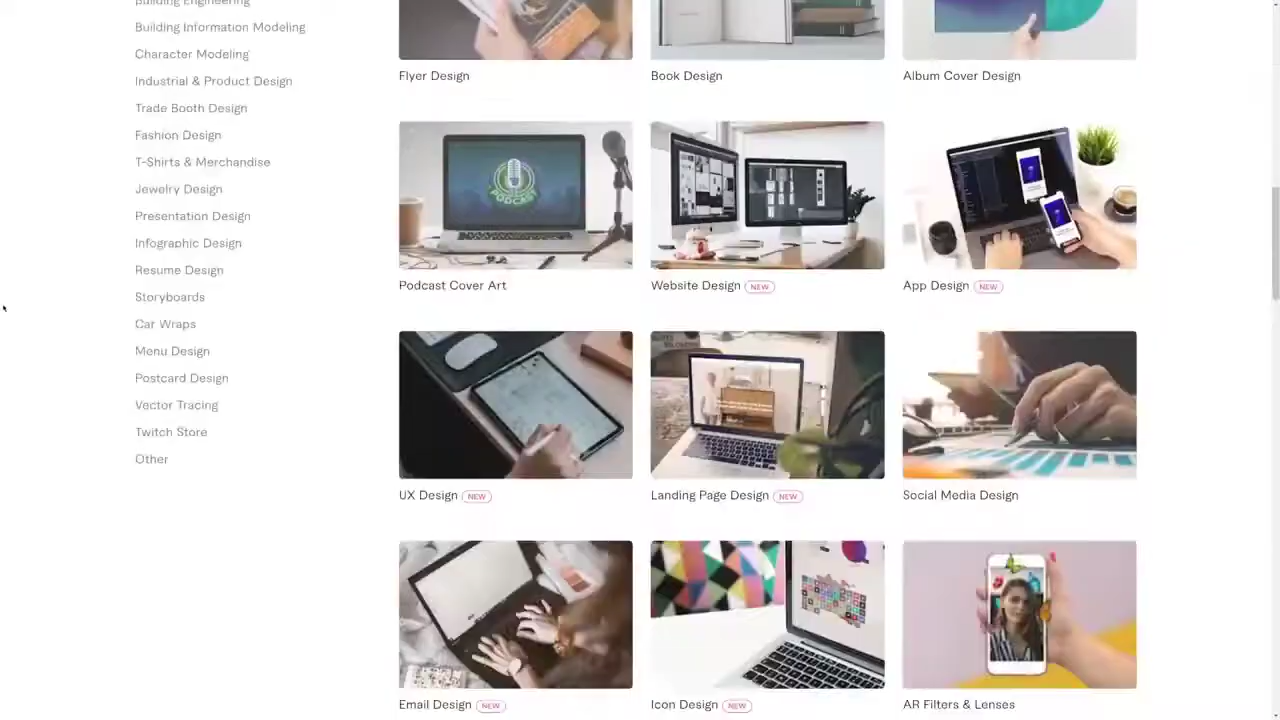 Building Engineering
Building Information Modeling
Character Modeling
Industrial & Product Design
Trade Booth Design
Fashion Design
T-Shirts & Merchandise
Jewelry Design
Presentation Design
Infographic Design
Resume Design
Storyboards
Car Wraps
Menu Design
Postcard Design
Vector Tracing
Twitch Store
Other
Flyer Design
Book Design
Album Cover Design
PODCAS
Podcast Cover Art
Website Design NEW
App Design NEW
UX Design NEW
Landing Page Design NEW
Social Media Design
Email Design NEW
Icon Design NEW
AR Filters & Lenses